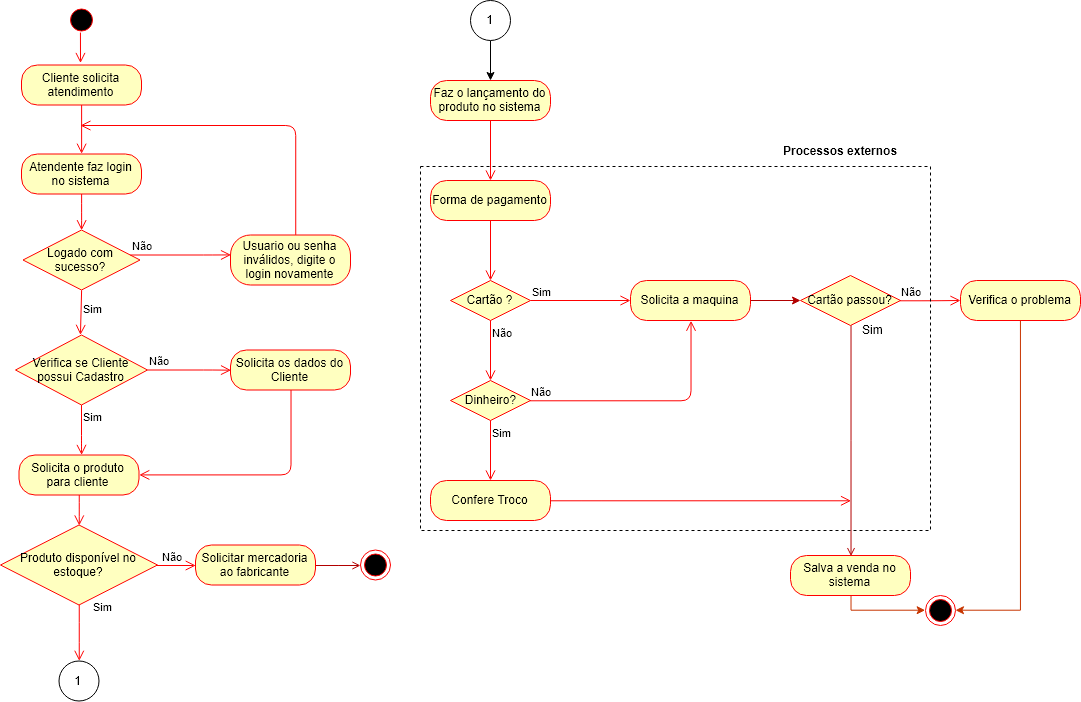 Cliente solicita
atendimento
Atendente faz login
no sistema
Logado com
sucesso?
Não
Usuario ou senha
inválidos, digite o
login novamente
Sim
Verifica se Cliente
possui Cadastro
Não
Solicita os dados do
Cliente
Sim
Solicita o produto
para cliente
Produto disponível no
estoque?
Não
Solicitar mercadoria
ao fabricante
Sim
1
1
Faz o lançamento do
produto no sistema
Processos externos
Forma de pagamento
Cartão ?
Sim
Solicita a maquina
Cartão passou?
Não
Verifica o problema
Sim
Não
Dinheiro?
Não
Sim
Confere Troco
Salva a venda no
sistema